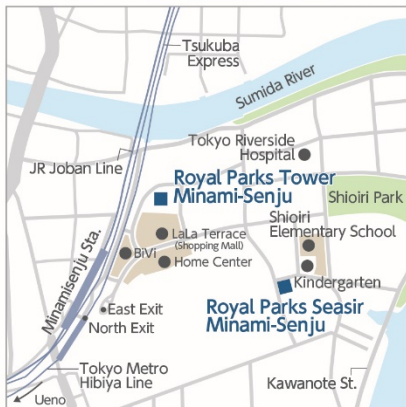 Tsukuba
Express
Sumida River
Tokyo Riverside
Hospital
JR Joban Line
Royal Parks Tower
Minami-Senju
Shioiri Park
Shioiri
Elementary School
LaLa Terrace
(Shopping Mall)
BiVi
Home Center
Kindergarten
Minamisenju Sta.
East Exit
North Exit
Royal Parks Seasir
Minami-Senju
Tokyo Metro
Hibiya Line
Kawanote St.
Ueno